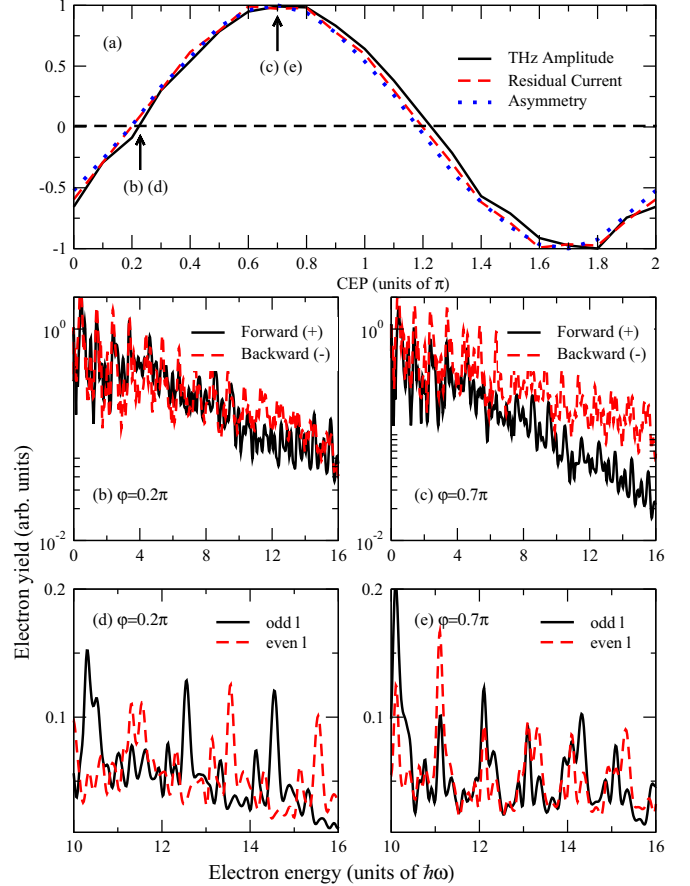 1
(a)
0.5
(c) (e)
THz Amplitude
Residual Current
Asymmetry
0
(b) (d)
-0.5
-1
0 0.2 0.4 0.6 0.8 1 1.2 1.4 1.6 1.8 2
CEP (units of π)
Electron yield (arb. units)
10^0
Forward (+)
Backward (-)
(b) φ=0.2π
10^-2
0 4 8 12 16
10^0
Forward (+)
Backward (-)
(c) φ=0.7π
10^-2
0 4 8 12 16
0.2
(d) φ=0.2π
odd l
even l
0.1
10 12 14 16
0.2
(e) φ=0.7π
odd l
even l
0.1
10 12 14 16
Electron energy (units of ℏω)